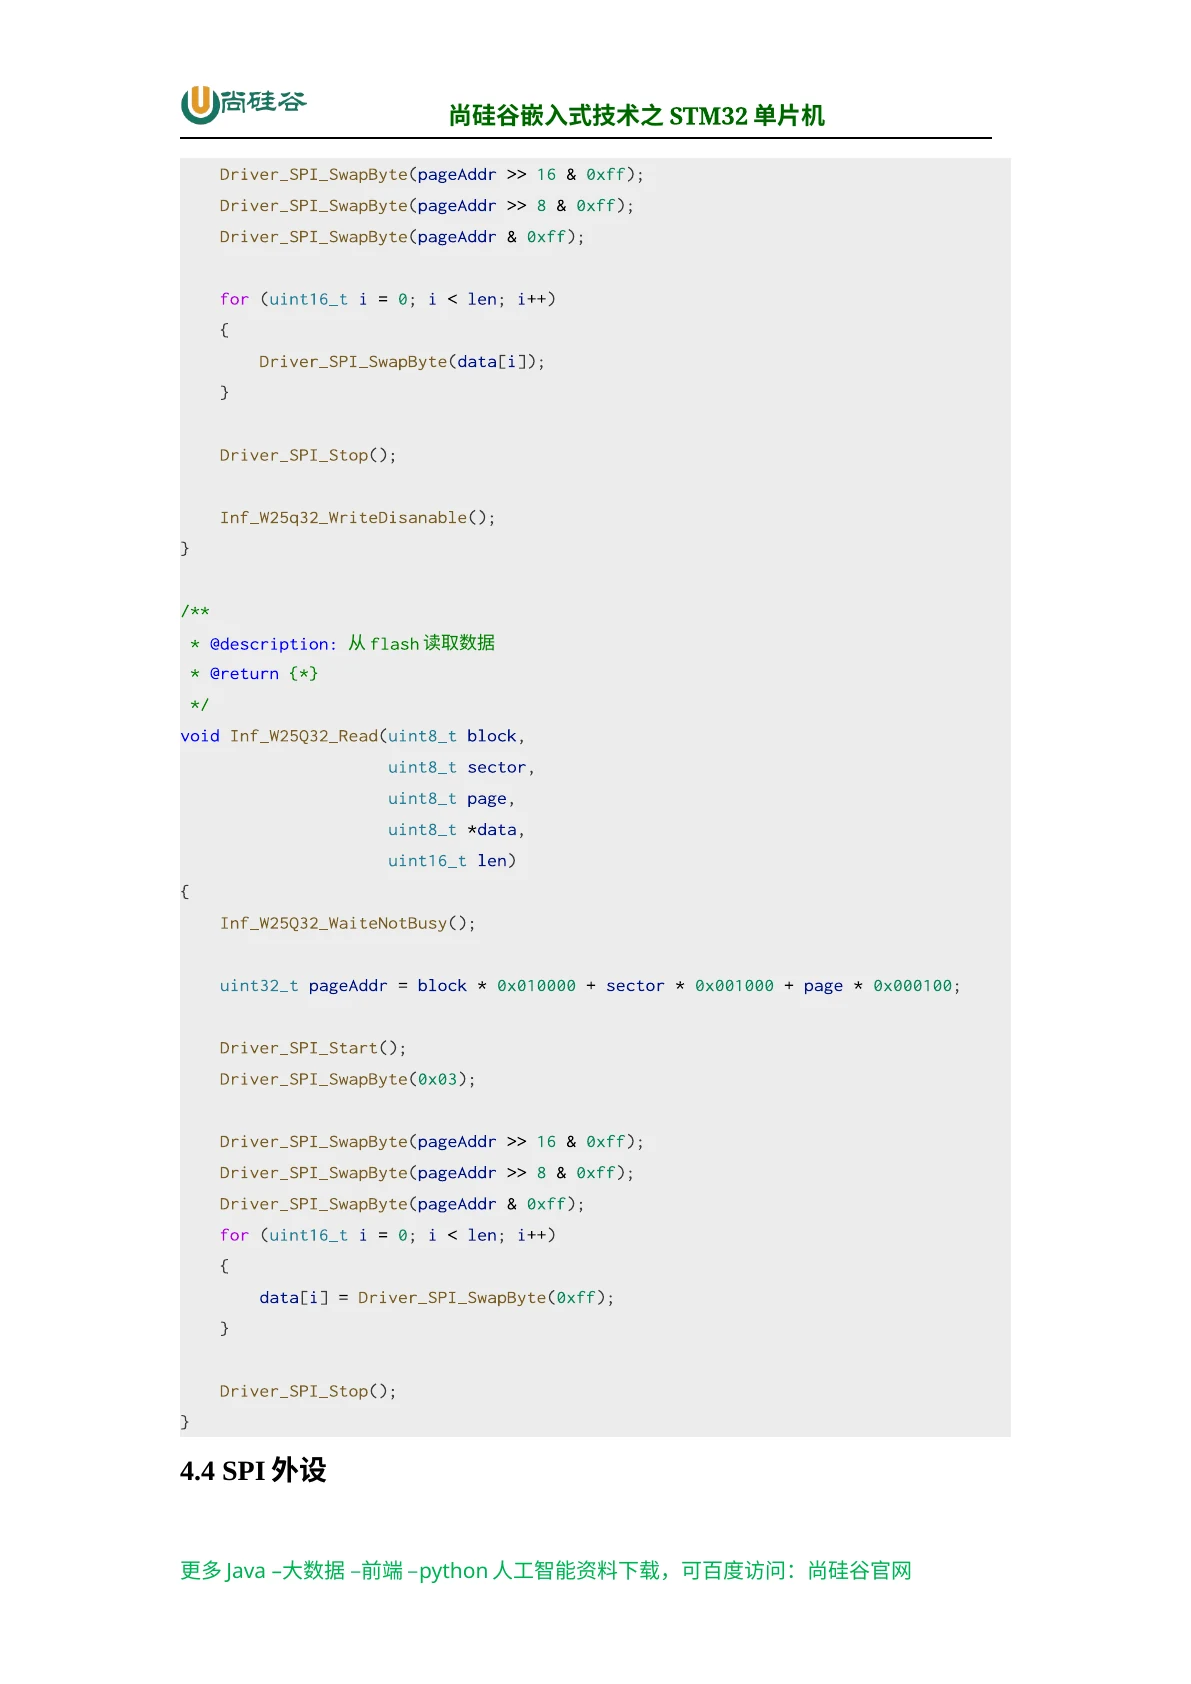 尚硅谷
尚硅谷嵌入式技术之 STM32 单片机
    Driver_SPI_SwapByte(pageAddr >> 16 & 0xff);
    Driver_SPI_SwapByte(pageAddr >> 8 & 0xff);
    Driver_SPI_SwapByte(pageAddr & 0xff);
    for (uint16_t i = 0; i < len; i++)
    {
        Driver_SPI_SwapByte(data[i]);
    }
    Driver_SPI_Stop();
    Inf_W25q32_WriteDisanable();
}
/**
 * @description: 从 flash 读取数据
 * @return {*}
 */
void Inf_W25Q32_Read(uint8_t block,
                     uint8_t sector,
                     uint8_t page,
                     uint8_t *data,
                     uint16_t len)
{
    Inf_W25Q32_WaiteNotBusy();
    uint32_t pageAddr = block * 0x010000 + sector * 0x001000 + page * 0x000100;
    Driver_SPI_Start();
    Driver_SPI_SwapByte(0x03);
    Driver_SPI_SwapByte(pageAddr >> 16 & 0xff);
    Driver_SPI_SwapByte(pageAddr >> 8 & 0xff);
    Driver_SPI_SwapByte(pageAddr & 0xff);
    for (uint16_t i = 0; i < len; i++)
    {
        data[i] = Driver_SPI_SwapByte(0xff);
    }
    Driver_SPI_Stop();
}
4.4 SPI 外设
更多 Java –大数据 –前端 –python 人工智能资料下载，可百度访问：尚硅谷官网